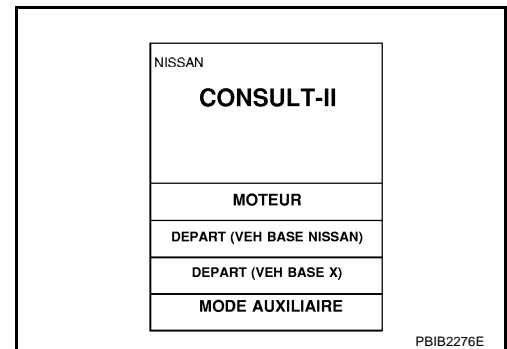 NISSAN
CONSULT-II
MOTEUR
DEPART (VEH BASE NISSAN)
DEPART (VEH BASE X)
MODE AUXILIAIRE
PBIB2276E